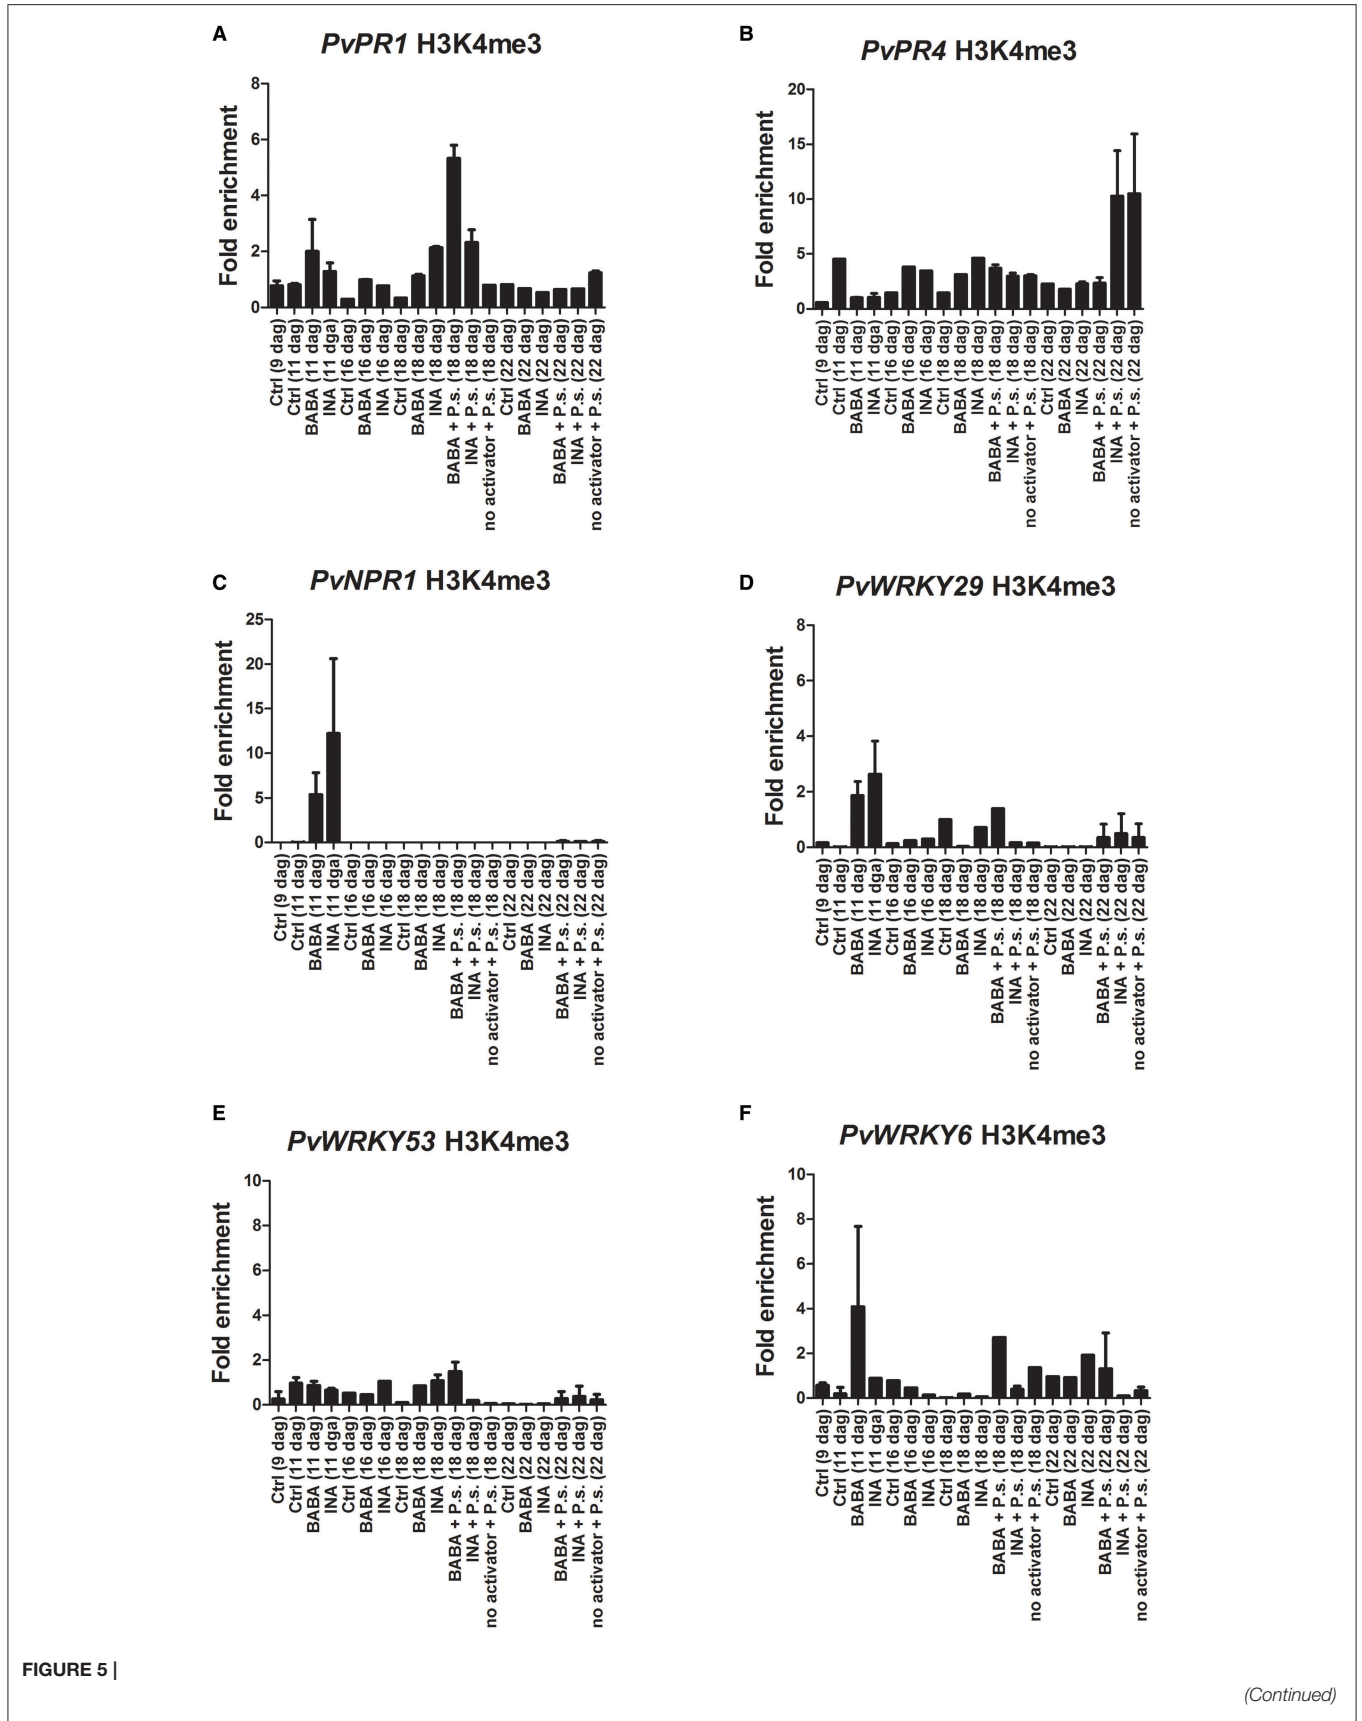 A
PvPR1 H3K4me3
Fold enrichment
8
6
4
2
0
Ctrl (9 dag)
Ctrl (11 dag)
BABA (11 dag)
INA (11 dga)
Ctrl (16 dag)
BABA (16 dag)
INA (16 dag)
Ctrl (18 dag)
BABA (18 dag)
INA (18 dag)
BABA + P.s. (18 dag)
INA + P.s. (18 dag)
no activator + P.s. (18 dag)
Ctrl (22 dag)
BABA (22 dag)
INA (22 dag)
BABA + P.s. (22 dag)
INA + P.s. (22 dag)
no activator + P.s. (22 dag)
B
PvPR4 H3K4me3
Fold enrichment
20
15
10
5
0
Ctrl (9 dag)
Ctrl (11 dag)
BABA (11 dag)
INA (11 dga)
Ctrl (16 dag)
BABA (16 dag)
INA (16 dag)
Ctrl (18 dag)
BABA (18 dag)
INA (18 dag)
BABA + P.s. (18 dag)
INA + P.s. (18 dag)
no activator + P.s. (18 dag)
Ctrl (22 dag)
BABA (22 dag)
INA (22 dag)
BABA + P.s. (22 dag)
INA + P.s. (22 dag)
no activator + P.s. (22 dag)
C
PvNPR1 H3K4me3
Fold enrichment
25
20
15
10
5
0
Ctrl (9 dag)
Ctrl (11 dag)
BABA (11 dag)
INA (11 dga)
Ctrl (16 dag)
BABA (16 dag)
INA (16 dag)
Ctrl (18 dag)
BABA (18 dag)
INA (18 dag)
BABA + P.s. (18 dag)
INA + P.s. (18 dag)
no activator + P.s. (18 dag)
Ctrl (22 dag)
BABA (22 dag)
INA (22 dag)
BABA + P.s. (22 dag)
INA + P.s. (22 dag)
no activator + P.s. (22 dag)
D
PvWRKY29 H3K4me3
Fold enrichment
8
6
4
2
0
Ctrl (9 dag)
Ctrl (11 dag)
BABA (11 dag)
INA (11 dga)
Ctrl (16 dag)
BABA (16 dag)
INA (16 dag)
Ctrl (18 dag)
BABA (18 dag)
INA (18 dag)
BABA + P.s. (18 dag)
INA + P.s. (18 dag)
no activator + P.s. (18 dag)
Ctrl (22 dag)
BABA (22 dag)
INA (22 dag)
BABA + P.s. (22 dag)
INA + P.s. (22 dag)
no activator + P.s. (22 dag)
E
PvWRKY53 H3K4me3
Fold enrichment
10
8
6
4
2
0
Ctrl (9 dag)
Ctrl (11 dag)
BABA (11 dag)
INA (11 dga)
Ctrl (16 dag)
BABA (16 dag)
INA (16 dag)
Ctrl (18 dag)
BABA (18 dag)
INA (18 dag)
BABA + P.s. (18 dag)
INA + P.s. (18 dag)
no activator + P.s. (18 dag)
Ctrl (22 dag)
BABA (22 dag)
INA (22 dag)
BABA + P.s. (22 dag)
INA + P.s. (22 dag)
no activator + P.s. (22 dag)
F
PvWRKY6 H3K4me3
Fold enrichment
10
8
6
4
2
0
Ctrl (9 dag)
Ctrl (11 dag)
BABA (11 dag)
INA (11 dga)
Ctrl (16 dag)
BABA (16 dag)
INA (16 dag)
Ctrl (18 dag)
BABA (18 dag)
INA (18 dag)
BABA + P.s. (18 dag)
INA + P.s. (18 dag)
no activator + P.s. (18 dag)
Ctrl (22 dag)
BABA (22 dag)
INA (22 dag)
BABA + P.s. (22 dag)
INA + P.s. (22 dag)
no activator + P.s. (22 dag)
FIGURE 5 |
(Continued)